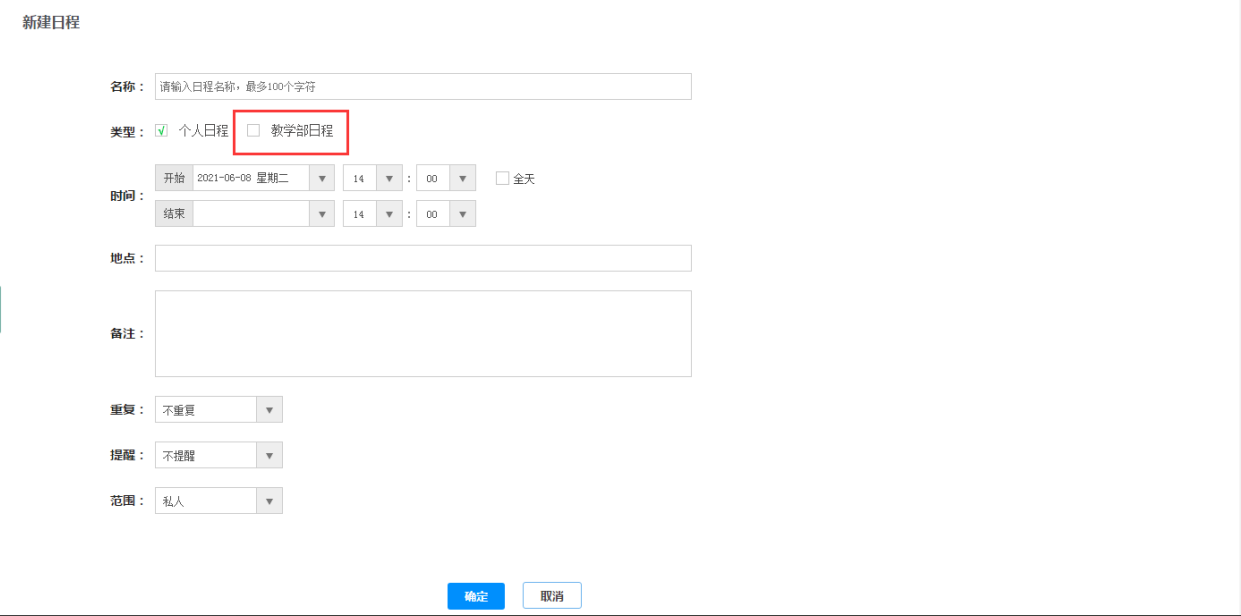 新建日程
名称： 请输入日程名称，最多100个字符
类型： √ 个人日程 教学部日程
时间： 开始 2021-06-08 星期二 ▼ 14 ▼ : 00 ▼ 全天
结束 ▼ 14 ▼ : 00 ▼
地点：
备注：
重复： 不重复 ▼
提醒： 不提醒 ▼
范围： 私人 ▼
确定 取消